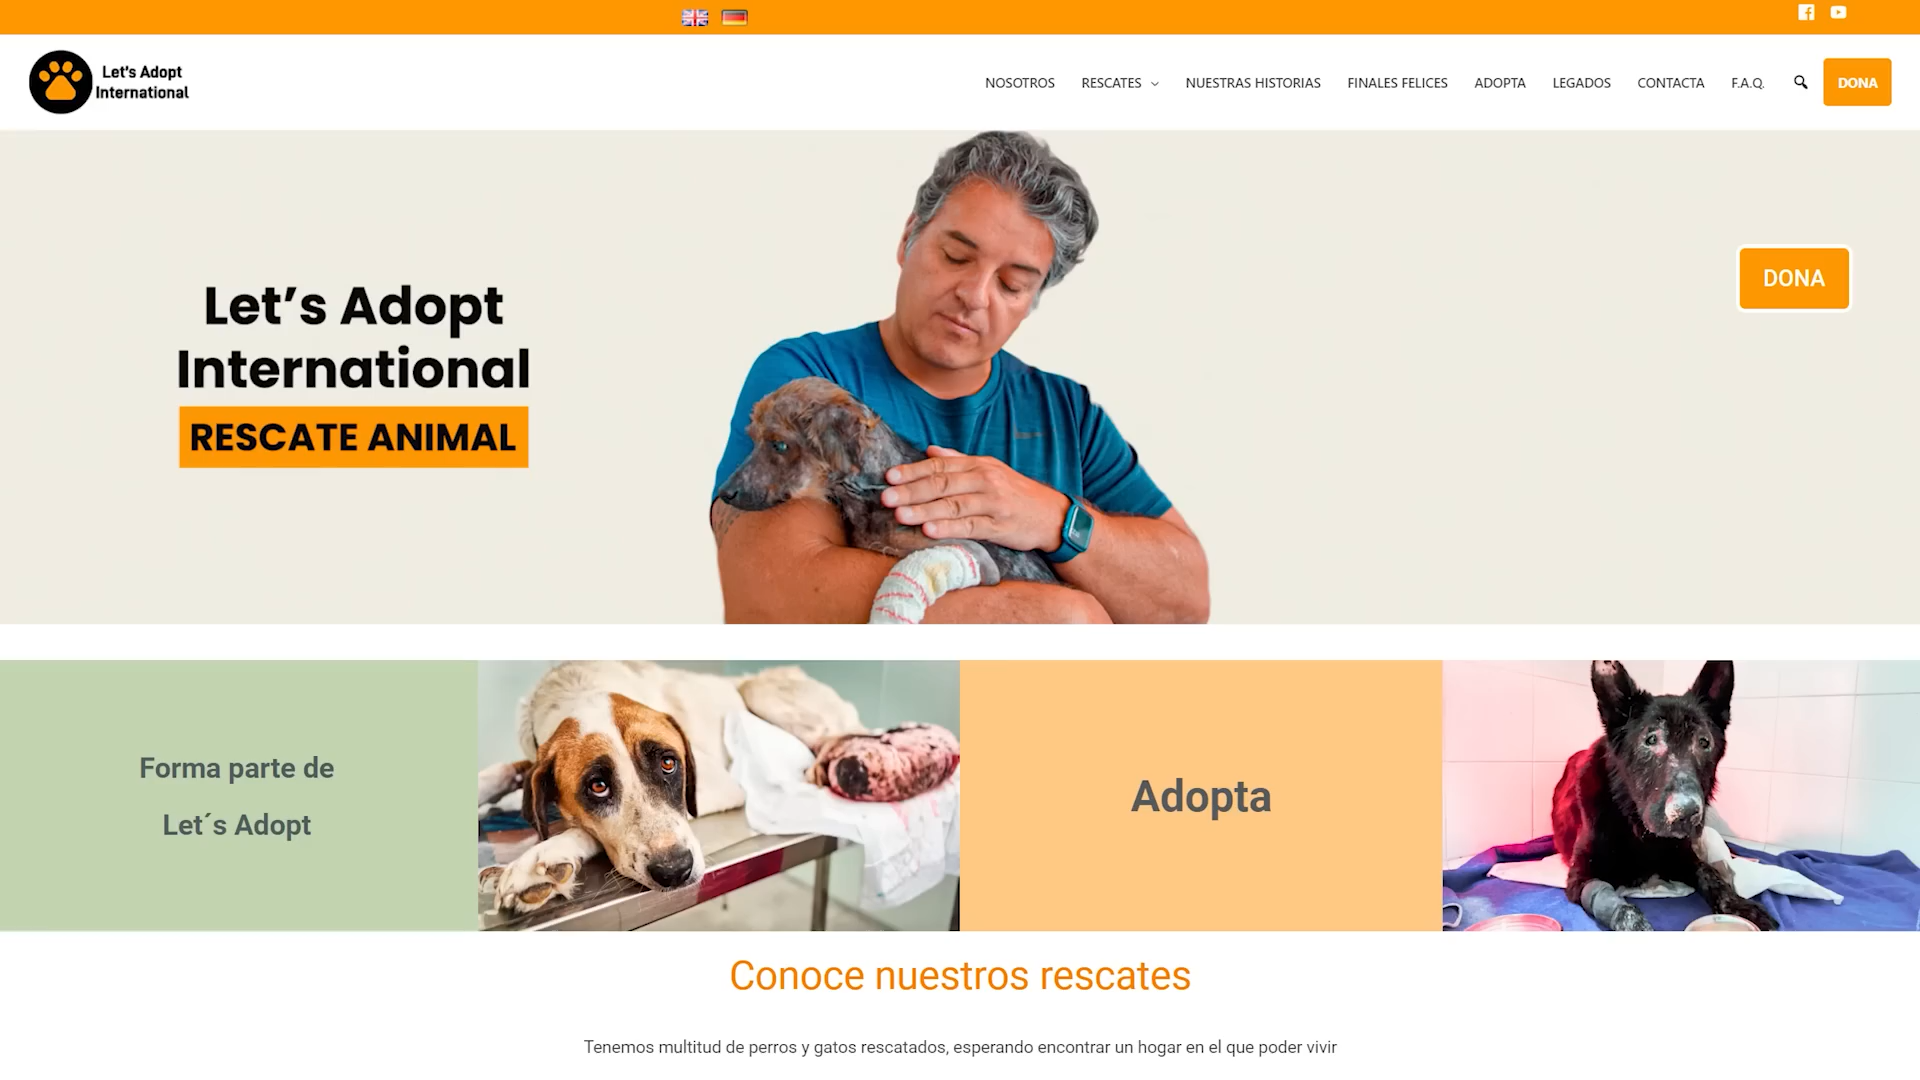 Let's Adopt
International
NOSOTROS
RESCATES
NUESTRAS HISTORIAS
FINALES FELICES
ADOPTA
LEGADOS
CONTACTA
F.A.Q.
DONA
Let’s Adopt
International
RESCATE ANIMAL
DONA
Forma parte de
Let´s Adopt
Adopta
Conoce nuestros rescates
Tenemos multitud de perros y gatos rescatados, esperando encontrar un hogar en el que poder vivir